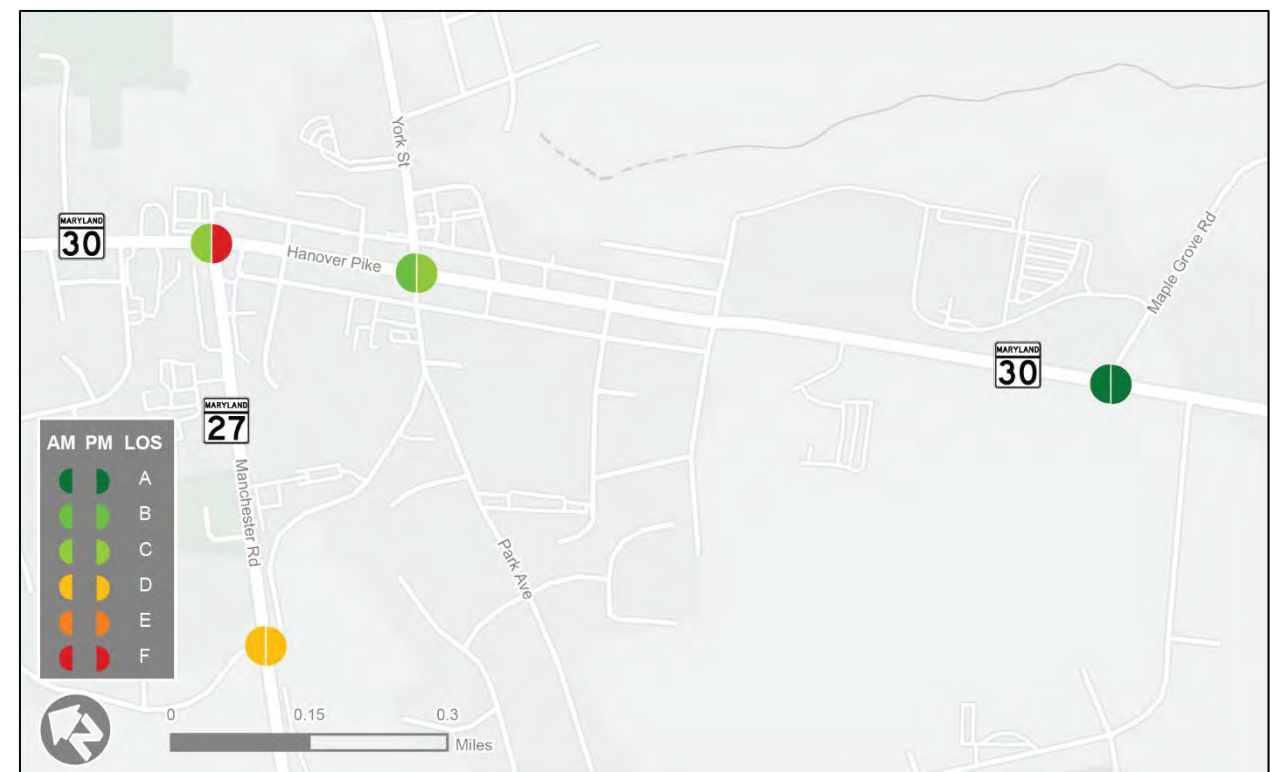 York St
MARYLAND
30
Hanover Pike
Maple Grove Rd
MARYLAND
30
MARYLAND
27
Manchester Rd
Park Ave
AM PM LOS
A
B
C
D
E
F
0 0.15 0.3
Miles